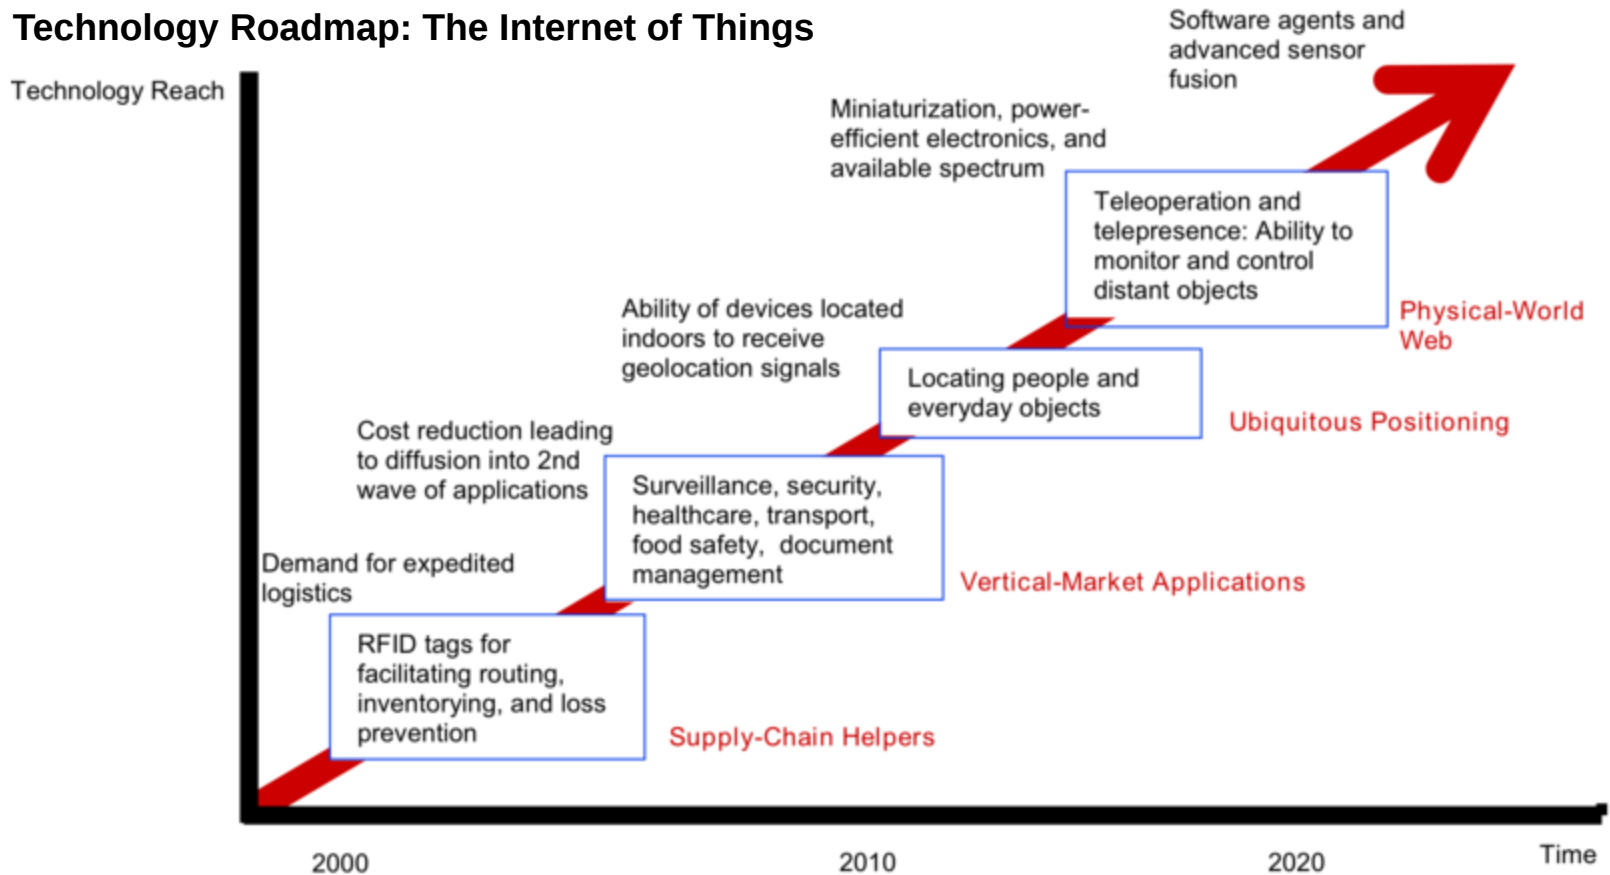 Technology Roadmap: The Internet of Things
Technology Reach
Software agents and
advanced sensor
fusion
Miniaturization, power-
efficient electronics, and
available spectrum
Teleoperation and
telepresence: Ability to
monitor and control
distant objects
Physical-World
Web
Ability of devices located
indoors to receive
geolocation signals
Locating people and
everyday objects
Ubiquitous Positioning
Cost reduction leading
to diffusion into 2nd
wave of applications
Surveillance, security,
healthcare, transport,
food safety, document
management
Vertical-Market Applications
Demand for expedited
logistics
RFID tags for
facilitating routing,
inventorying, and loss
prevention
Supply-Chain Helpers
2000
2010
2020
Time